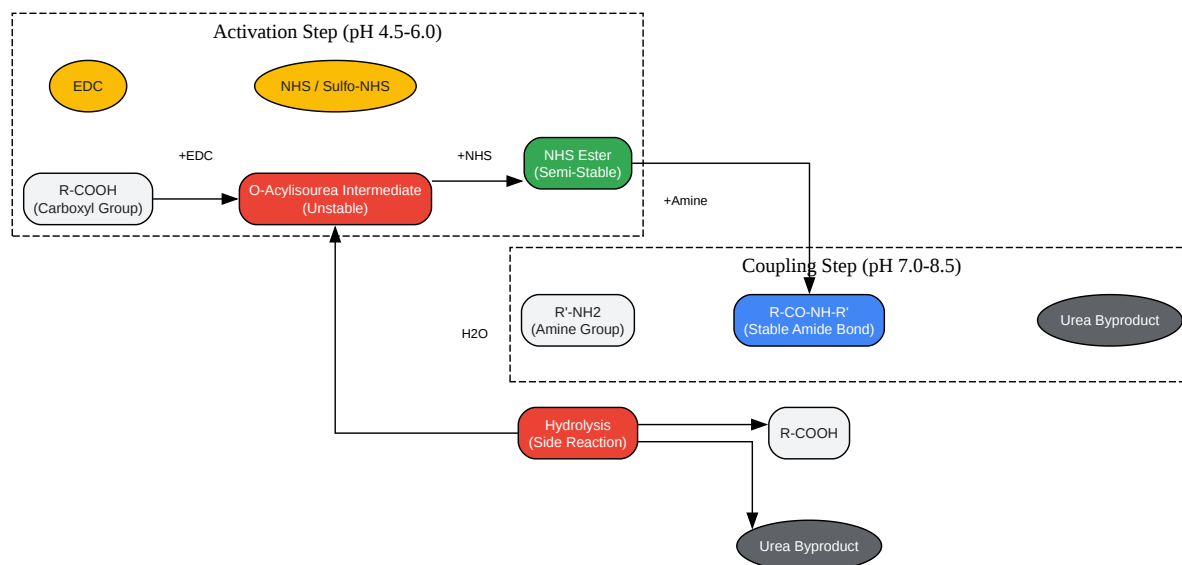 Activation Step (pH 4.5-6.0)
EDC
NHS / Sulfo-NHS
+EDC
+NHS
NHS Ester
(Semi-Stable)
R-COOH
(Carboxyl Group)
O-Acylisourea Intermediate
(Unstable)
+Amine
Coupling Step (pH 7.0-8.5)
R'-NH2
(Amine Group)
R-CO-NH-R'
(Stable Amide Bond)
Urea Byproduct
H2O
Hydrolysis
(Side Reaction)
R-COOH
Urea Byproduct